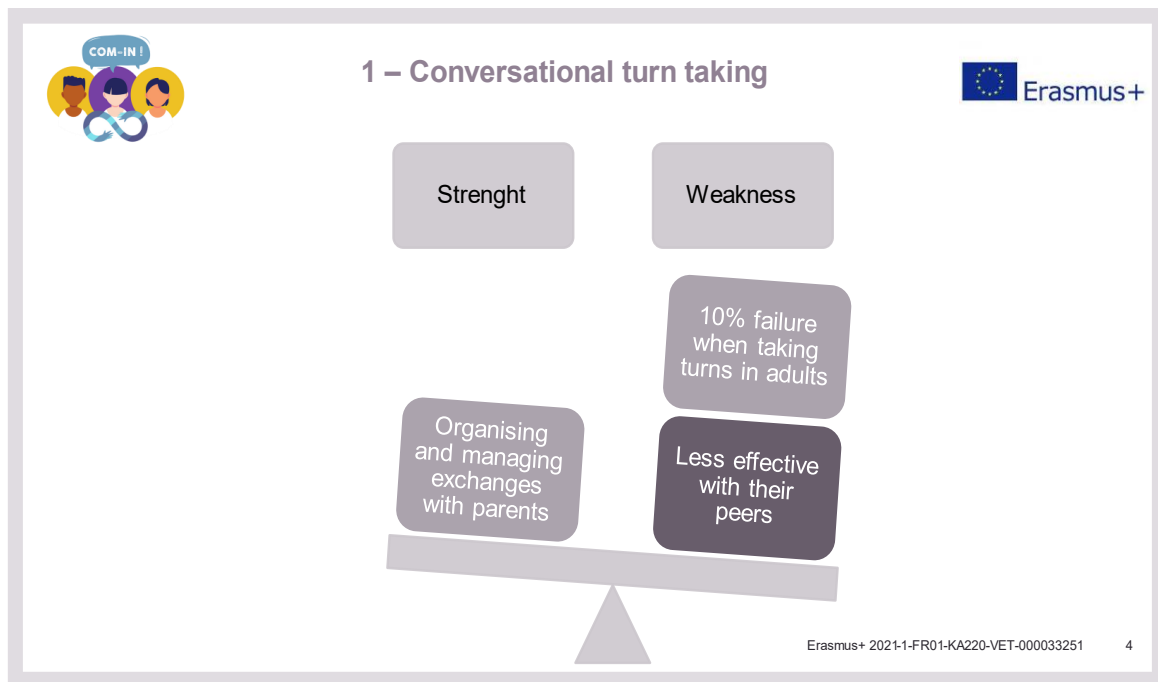 COM-IN !
1 – Conversational turn taking
Erasmus+
Strenght
Weakness
10% failure
when taking
turns in adults
Organising
and managing
exchanges
with parents
Less effective
with their
peers
Erasmus+ 2021-1-FR01-KA220-VET-000033251
4